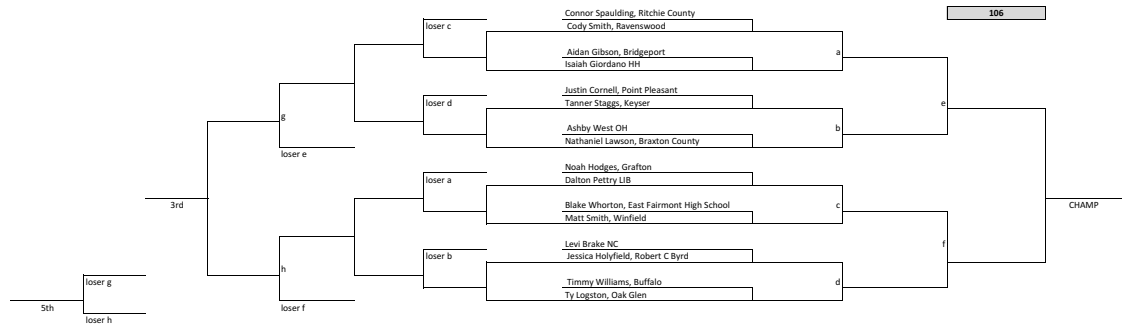 Connor Spaulding, Ritchie County
106
loser c
Cody Smith, Ravenswood
Aidan Gibson, Bridgeport
a
Isaiah Giordano HH
Justin Cornell, Point Pleasant
loser d
Tanner Staggs, Keyser
e
g
Ashby West OH
b
Nathaniel Lawson, Braxton County
loser e
Noah Hodges, Grafton
loser a
Dalton Pettry LIB
3rd
Blake Whorton, East Fairmont High School
c
CHAMP
Matt Smith, Winfield
Levi Brake NC
f
loser b
Jessica Holyfield, Robert C Byrd
h
loser g
Timmy Williams, Buffalo
d
Ty Logston, Oak Glen
5th
loser f
loser h